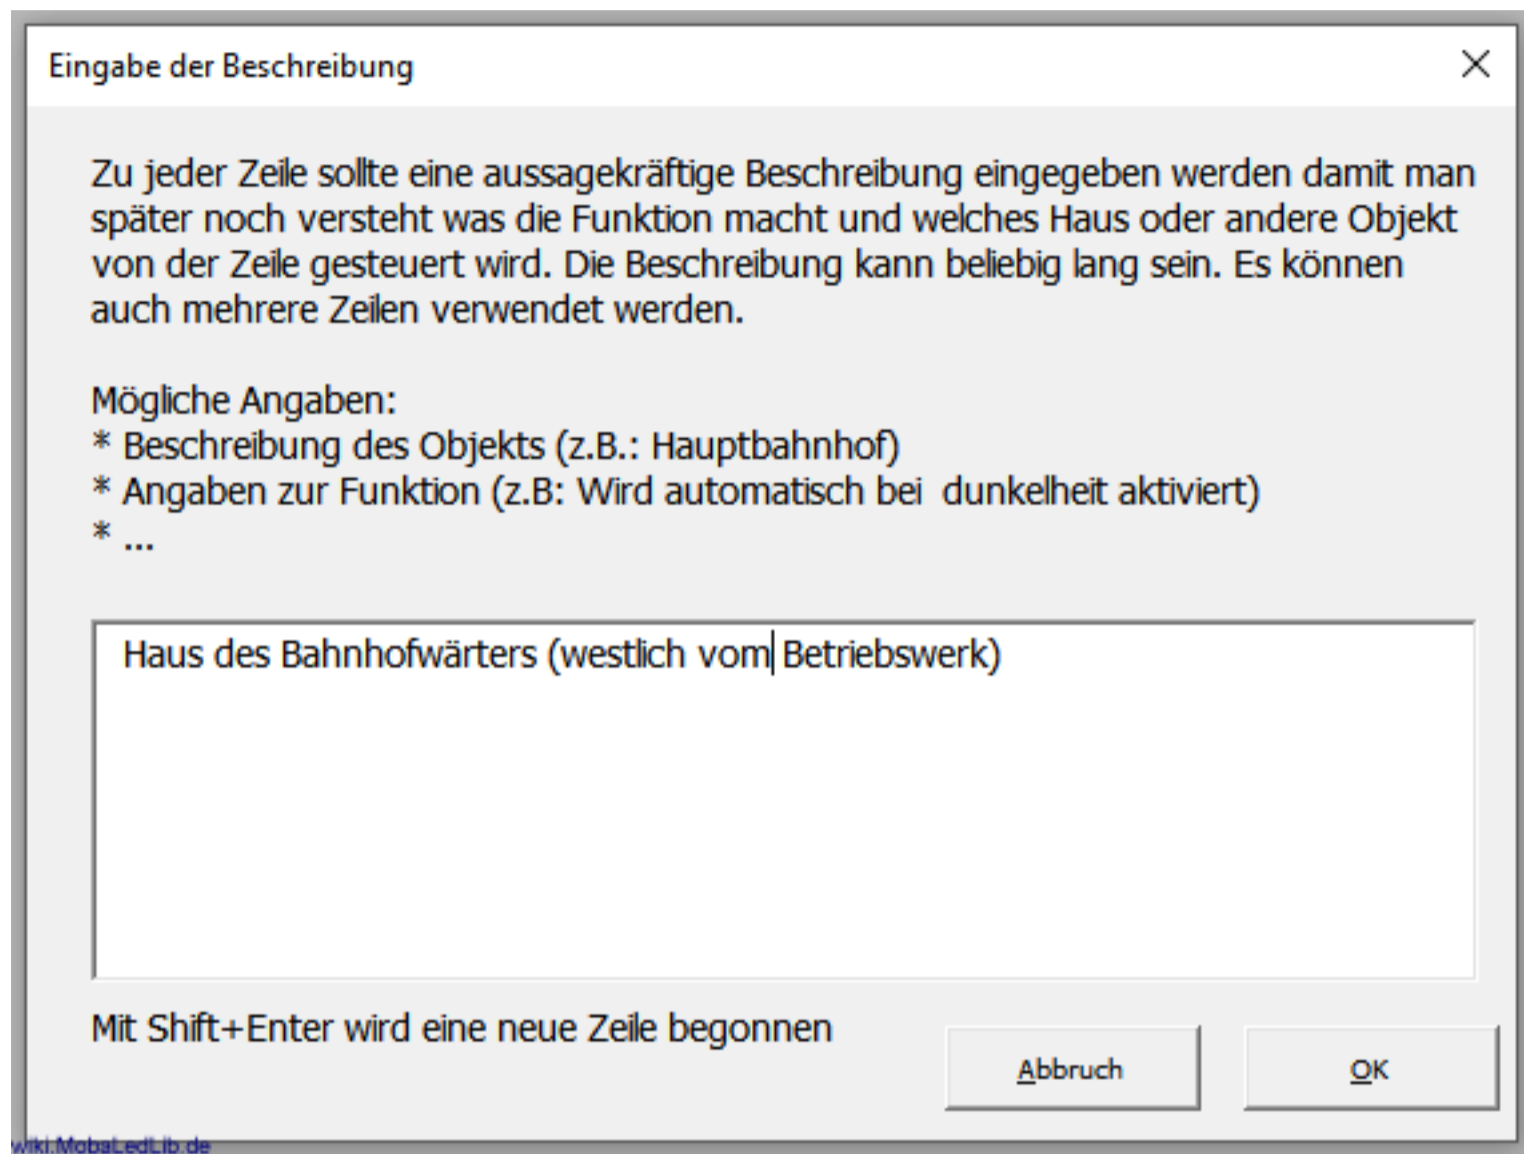 Eingabe der Beschreibung
Zu jeder Zeile sollte eine aussagekräftige Beschreibung eingegeben werden damit man
später noch versteht was die Funktion macht und welches Haus oder andere Objekt
von der Zeile gesteuert wird. Die Beschreibung kann beliebig lang sein. Es können
auch mehrere Zeilen verwendet werden.
Mögliche Angaben:
* Beschreibung des Objekts (z.B.: Hauptbahnhof)
* Angaben zur Funktion (z.B: Wird automatisch bei  dunkelheit aktiviert)
* ...
Haus des Bahnhofwärters (westlich vom Betriebswerk)
Mit Shift+Enter wird eine neue Zeile begonnen
Abbruch
OK
wiki.MobaLedLib.de